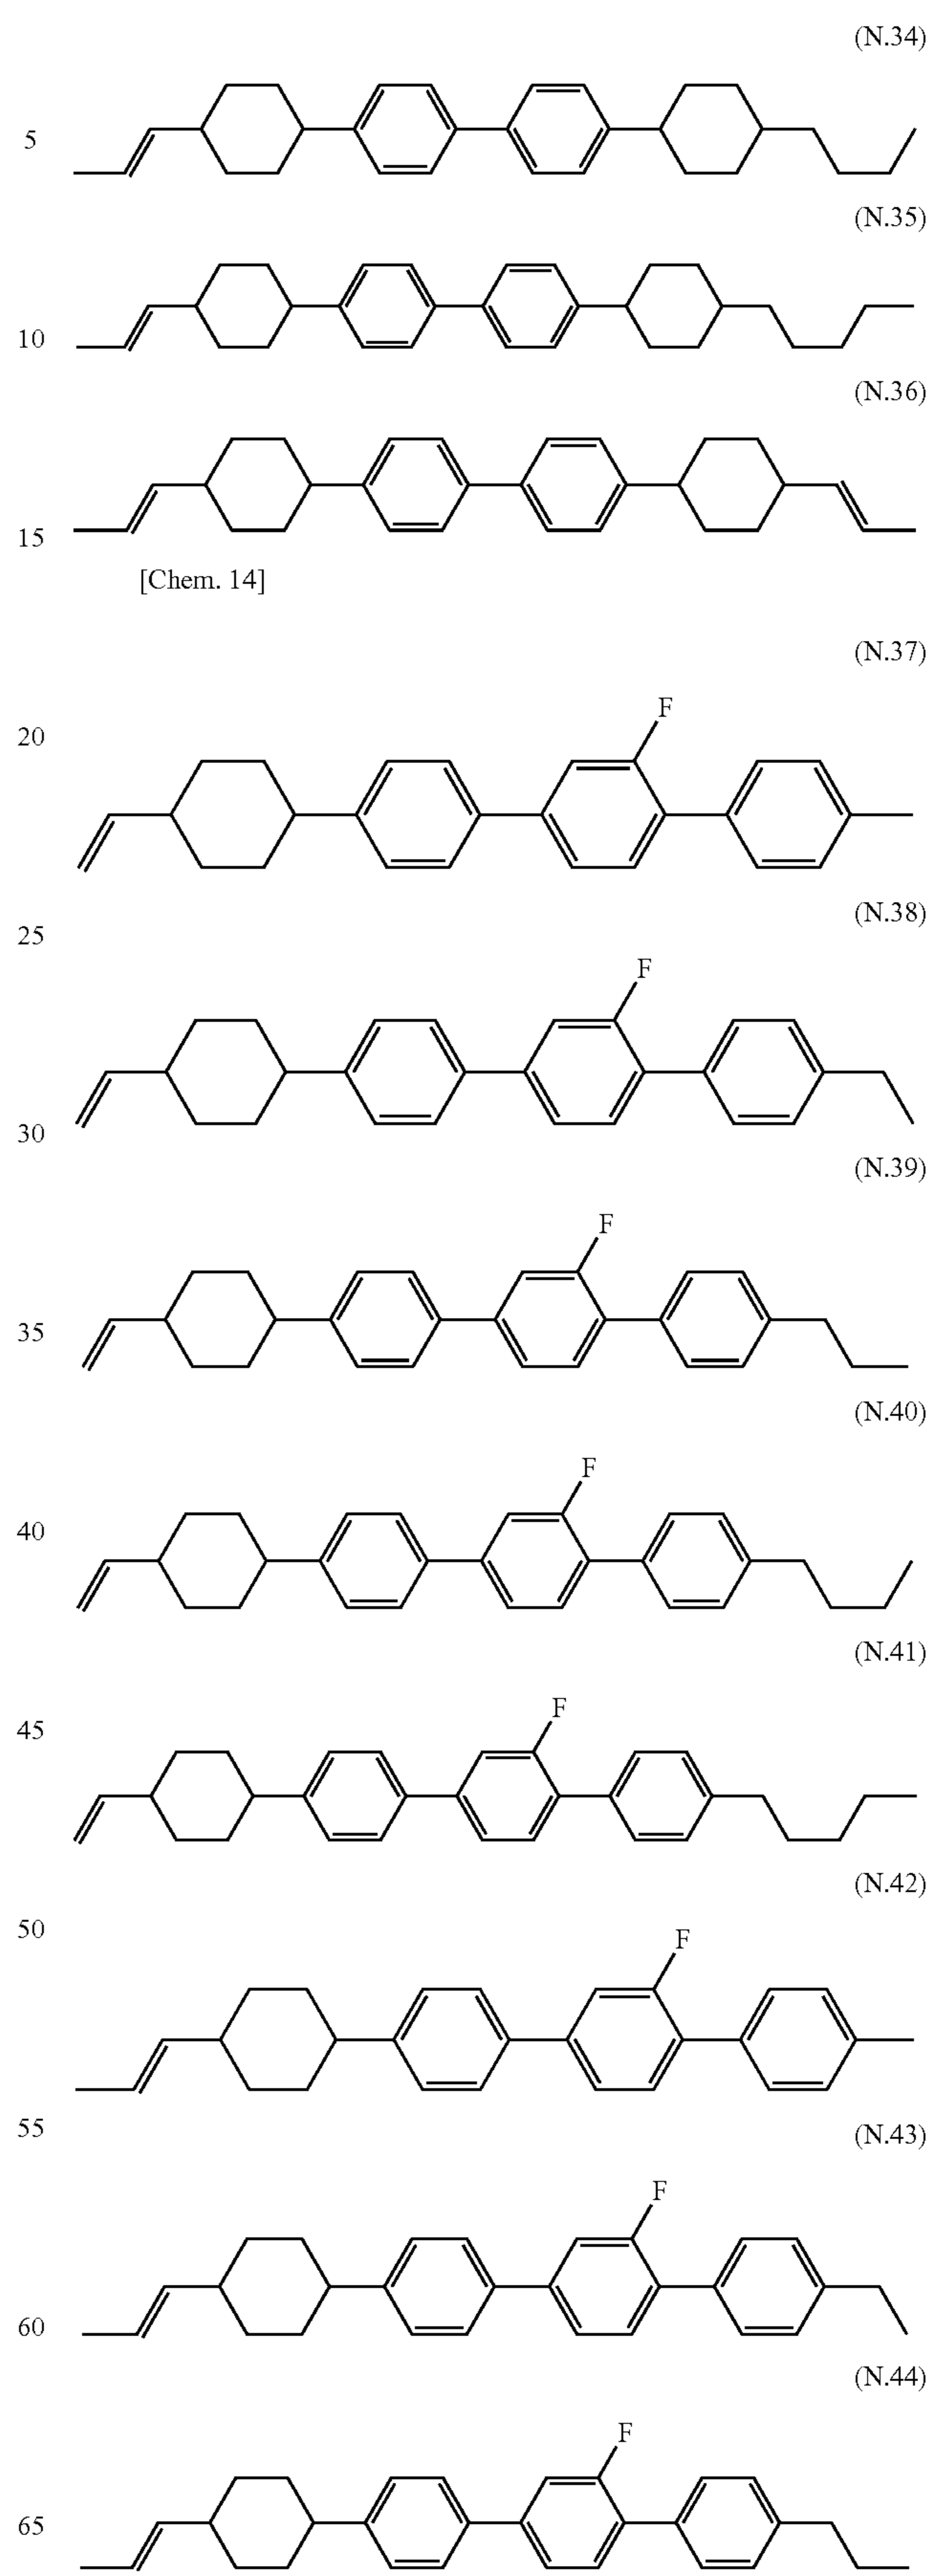 (N.34)
5
(N.35)
10
(N.36)
15
[Chem. 14]
(N.37)
F
20
(N.38)
25
F
30
(N.39)
F
35
(N.40)
F
40
(N.41)
F
45
(N.42)
50
F
55
(N.43)
F
60
(N.44)
F
65